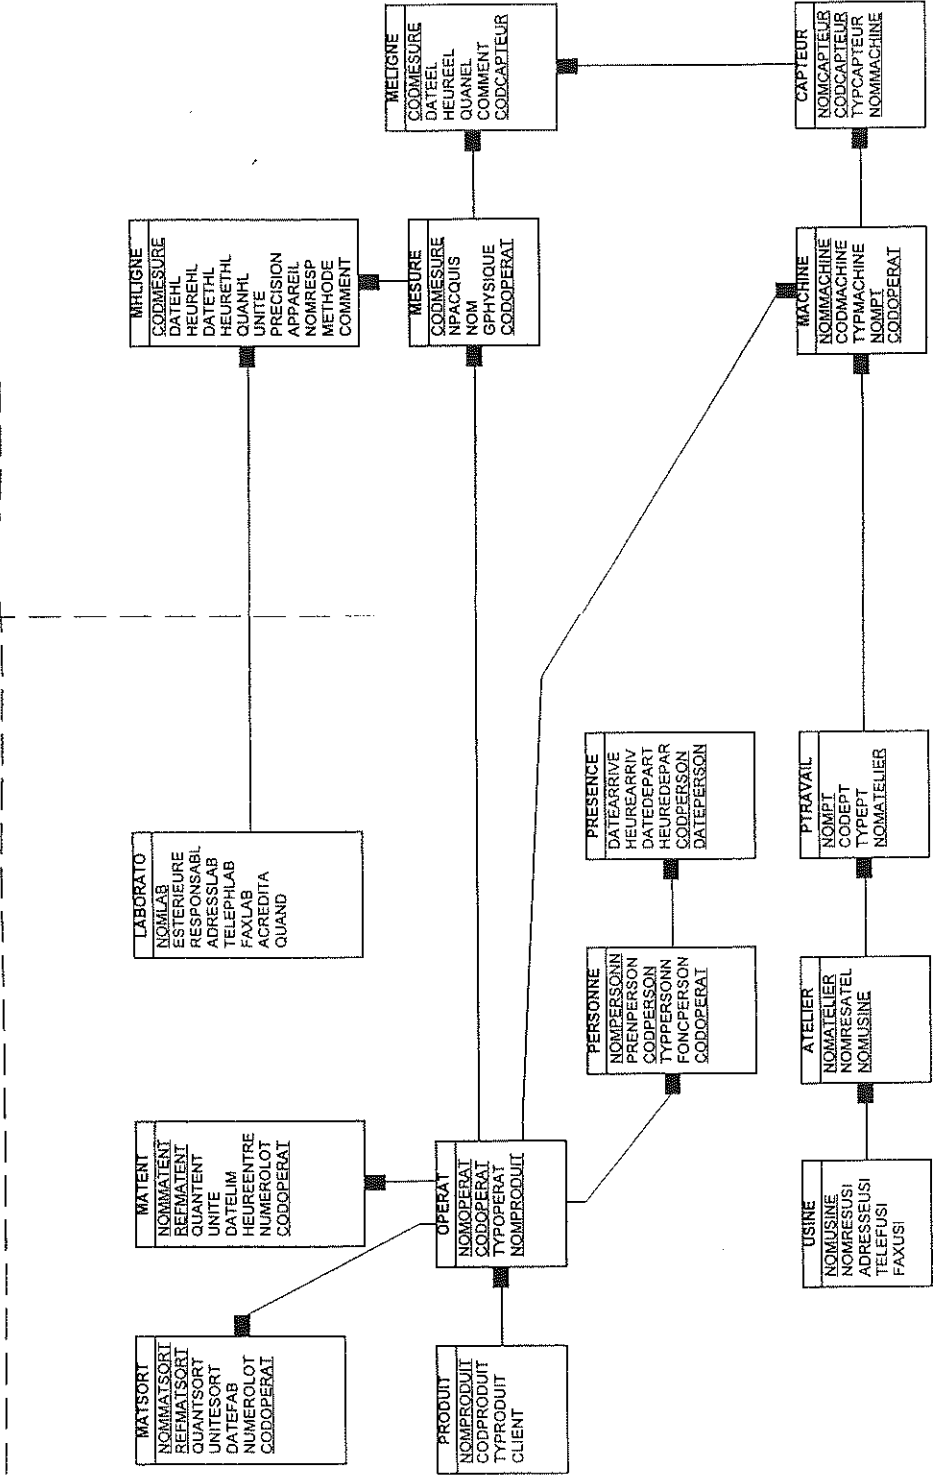 MATSORT
NOMMATSORT
REFMATSORT
QUANTSORT
UNITESORT
DATEFAB
NUMEROLOT
CODOPERAT
MATENT
NOMMATENT
REFMATENT
QUANTENT
UNITE
DATELIM
HEUREENTRE
NUMEROLOT
CODOPERAT
LABORATO
NOMLAB
ESTERIEURE
RESPONSABL
ADRESSLAB
TELEPHLAB
FAXLAB
ACREDITA
QUAND
MHLIGNE
CODMESURE
DATEHL
HEUREHL
DATETHL
HEURETHL
QUANHL
UNITE
PRECISION
APPAREIL
NOMRESP
METHODE
COMMENT
MELIGNE
CODMESURE
DATEEL
HEUREEL
QUANEL
COMMENT
CODCAPTEUR
PRODUIT
NOMPRODUIT
CODPRODUIT
TYPRODUIT
CLIENT
OPERAT
NOMOPERAT
CODOPERAT
TYPOPERAT
NOMPRODUIT
MESURE
CODMESURE
NPACQUIS
NOM
GPHYSIQUE
CODOPERAT
PERSONNE
NOMPERSONN
PRENPERSON
CODPERSON
TYPPERSONN
FONCPERSON
CODOPERAT
PRESENCE
DATEARRIVE
HEUREARRIV
DATEDEPART
HEUREDEPAR
CODPERSON
DATEPERSON
USINE
NOMUSINE
NOMRESUSI
ADRESSEUSI
TELEFUSI
FAXUSI
ATELIER
NOMATELIER
NOMRESATEL
NOMUSINE
PTRAVAIL
NOMPT
CODEPT
TYPEPT
NOMATELIER
MACHINE
NOMMACHINE
CODMACHINE
TYPMACHINE
NOMPT
CODOPERAT
CAPTEUR
NOMCAPTEUR
CODCAPTEUR
TYPCAPTEUR
NOMMACHINE